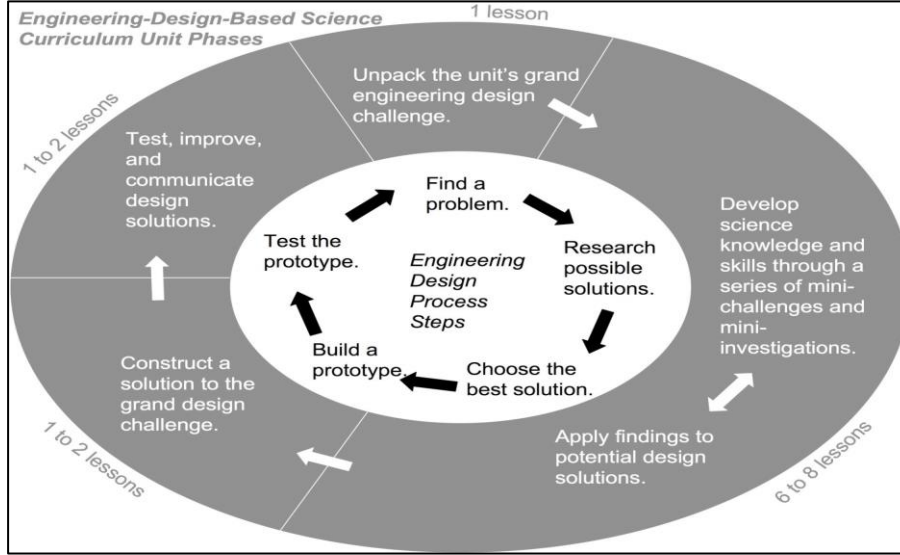 Engineering-Design-Based Science
Curriculum Unit Phases
1 lesson
Unpack the unit's grand
engineering design
challenge.
1 to 2 lessons
Test, improve,
and
communicate
design
solutions.
Find a
problem.
Test the
prototype.
Engineering
Design
Process
Steps
Research
possible
solutions.
Develop
science
knowledge and
skills through a
series of mini-
challenges and
mini-
investigations.
Build a
prototype.
Choose the
best solution.
Construct a
solution to the
grand design
challenge.
Apply findings to
potential design
solutions.
1 to 2 lessons
6 to 8 lessons